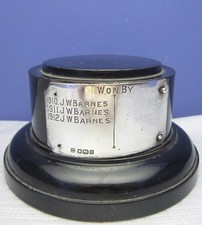 WON BY
1910. J.W BARNES
1911 J.W BARNES
1912 J.W BARNES